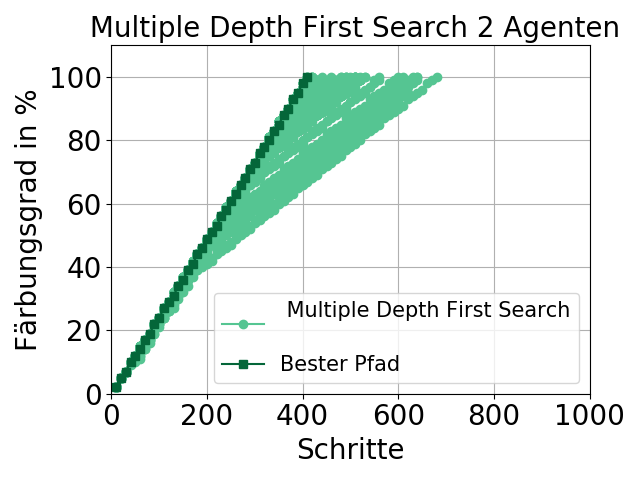 Multiple Depth First Search 2 Agenten
Färbungsgrad in %
100
80
60
40
20
0
Multiple Depth First Search
Bester Pfad
0 200 400 600 800 1000
Schritte